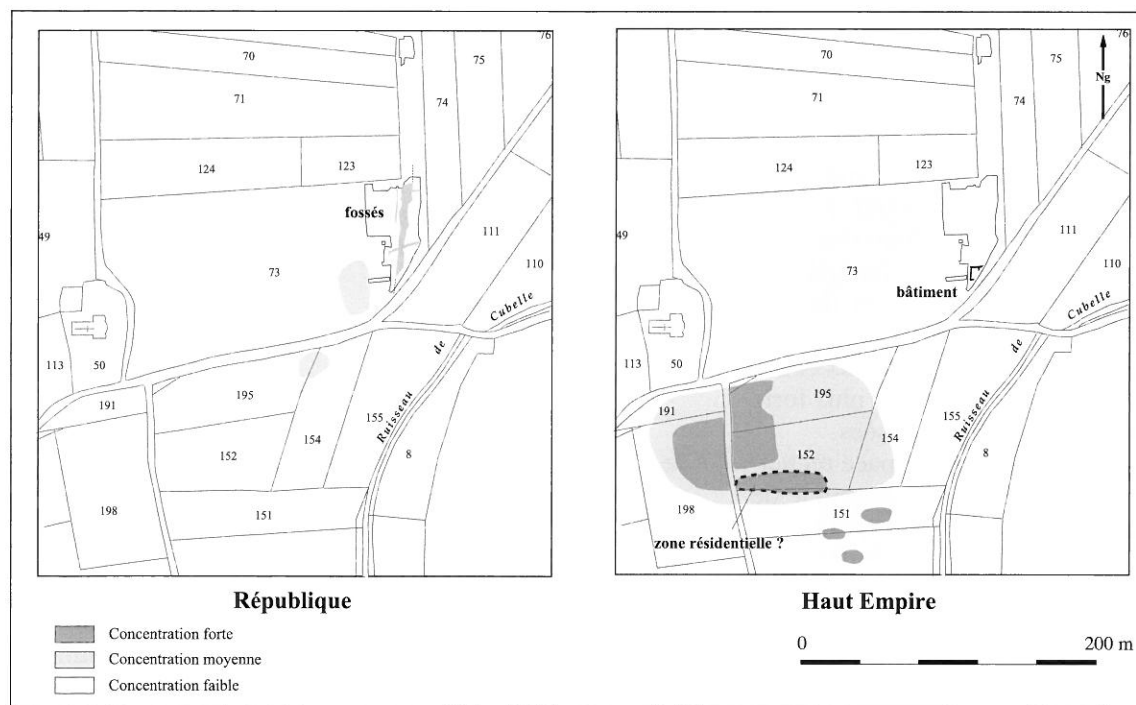 76
70
75
71
74
124
123
fossés
49
111
73
110
Cubelle
de
Ruisseau
113
50
191
195
155
154
152
8
198
151
République
76
Ng
70
75
71
74
124
123
49
111
73
110
bâtiment
Cubelle
de
Ruisseau
113
50
191
195
155
154
152
8
198
151
zone résidentielle ?
Haut Empire
Concentration forte
Concentration moyenne
Concentration faible
0
200 m